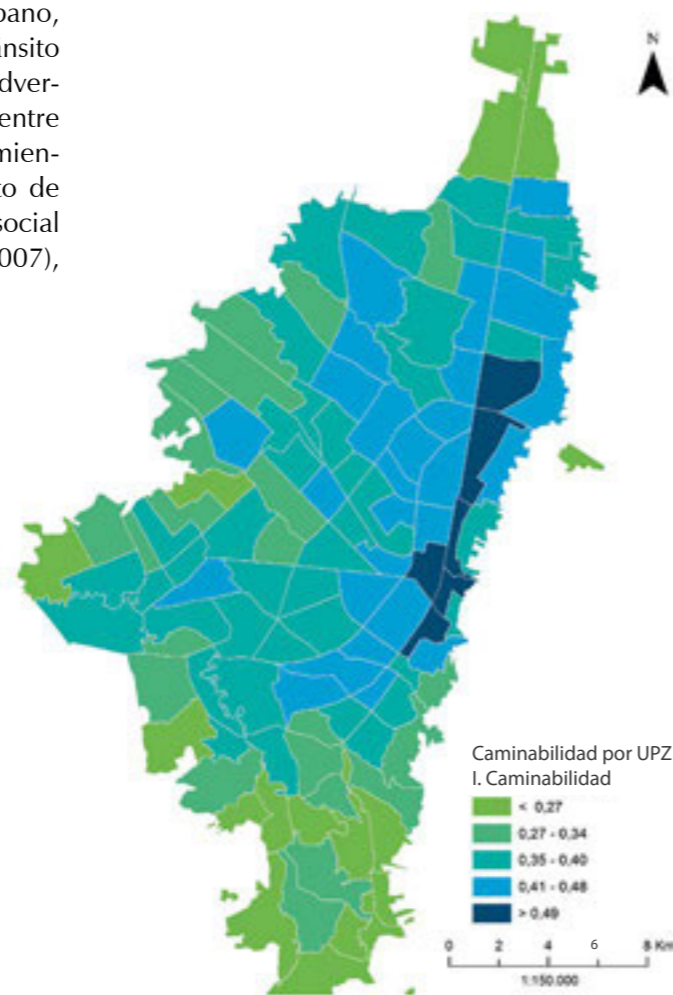 bano,
ánsito
dver-
entre
mien-
to de
social
007),
N
Caminabilidad por UPZ
I. Caminabilidad
< 0,27
0,27 - 0,34
0,35 - 0,40
0,41 - 0,48
> 0,49
0 2 4 6 8 Km
1:150.000